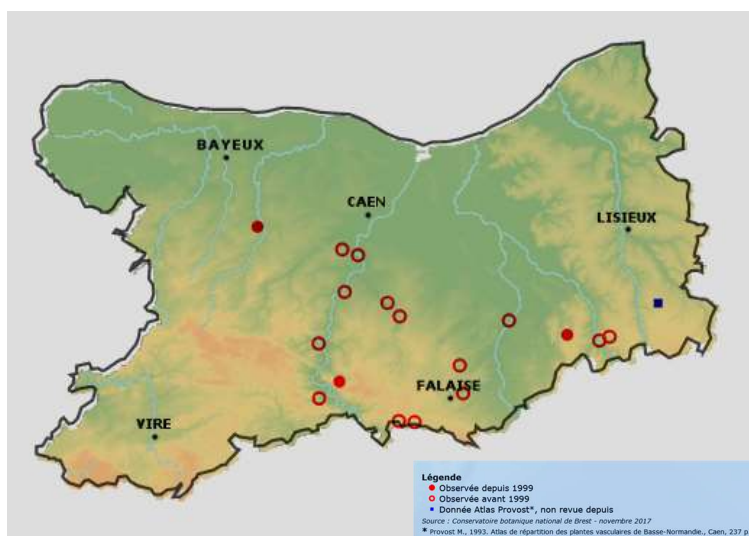 BAYEUX
CAEN
LISIEUX
FALAISE
VIRE
Légende
Observée depuis 1999
Observée avant 1999
Donnée Atlas Provost*, non revue depuis
Source : Conservatoire botanique national de Brest - novembre 2017
* Provost M., 1993. Atlas de répartition des plantes vasculaires de Basse-Normandie., Caen, 237 p